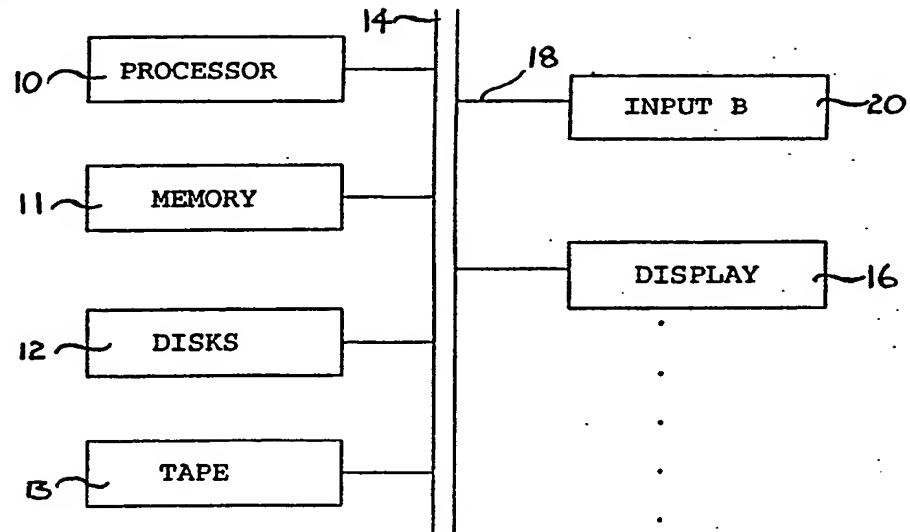 14
10 PROCESSOR
18
INPUT B 20
11 MEMORY
DISPLAY 16
12 DISKS
13 TAPE